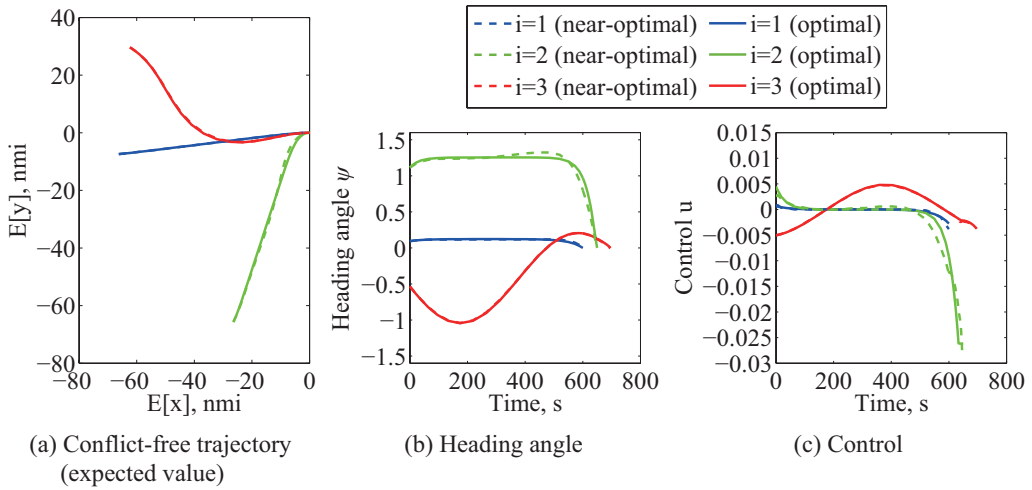 i=1 (near-optimal) i=1 (optimal)
i=2 (near-optimal) i=2 (optimal)
i=3 (near-optimal) i=3 (optimal)
E[y], nmi
40
20
0
−20
−40
−60
−80
−80 −60 −40 −20 0
E[x], nmi
(a) Conflict-free trajectory
(expected value)
Heading angle ψ
1.5
1
0.5
0
−0.5
−1
−1.5
0 200 400 600 800
Time, s
(b) Heading angle
Control u
0.015
0.01
0.005
0
−0.005
−0.01
−0.015
−0.02
−0.025
−0.03
0 200 400 600 800 1000
Time, s
(c) Control